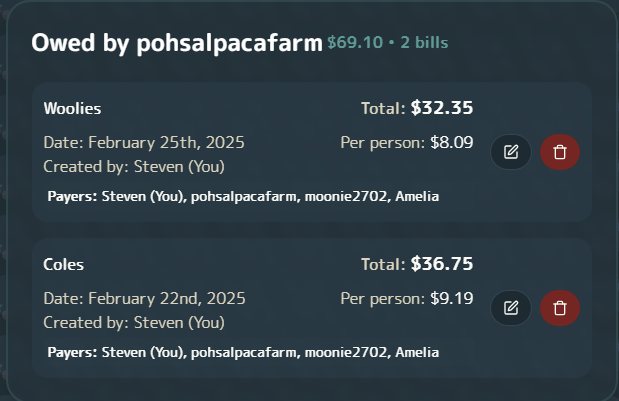 Owed by pohsalpacafarm $69.10 • 2 bills
Woolies
Total: $32.35
Date: February 25th, 2025
Per person: $8.09
Created by: Steven (You)
Payers: Steven (You), pohsalpacafarm, moonie2702, Amelia
Coles
Total: $36.75
Date: February 22nd, 2025
Per person: $9.19
Created by: Steven (You)
Payers: Steven (You), pohsalpacafarm, moonie2702, Amelia